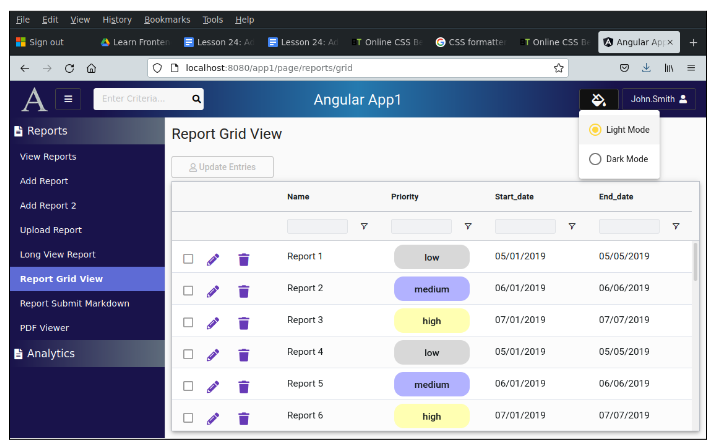 File Edit View History Bookmarks Tools Help
Sign out Learn Fronten Lesson 24: A Lesson 24: A Online CSS Be CSS formatte Online CSS Be Angular App
localhost:8080/app1/page/reports/grid
A Enter Criteria... Angular App1 John.Smith
Light Mode
Dark Mode
Reports
View Reports
Add Report
Add Report 2
Upload Report
Long View Report
Report Grid View
Report Submit Markdown
PDF Viewer
Analytics
Report Grid View
Update Entries
Name Priority Start_date End_date
Report 1 low 05/01/2019 05/05/2019
Report 2 medium 06/01/2019 06/06/2019
Report 3 high 07/01/2019 07/07/2019
Report 4 low 05/01/2019 05/05/2019
Report 5 medium 06/01/2019 06/06/2019
Report 6 high 07/01/2019 07/07/2019